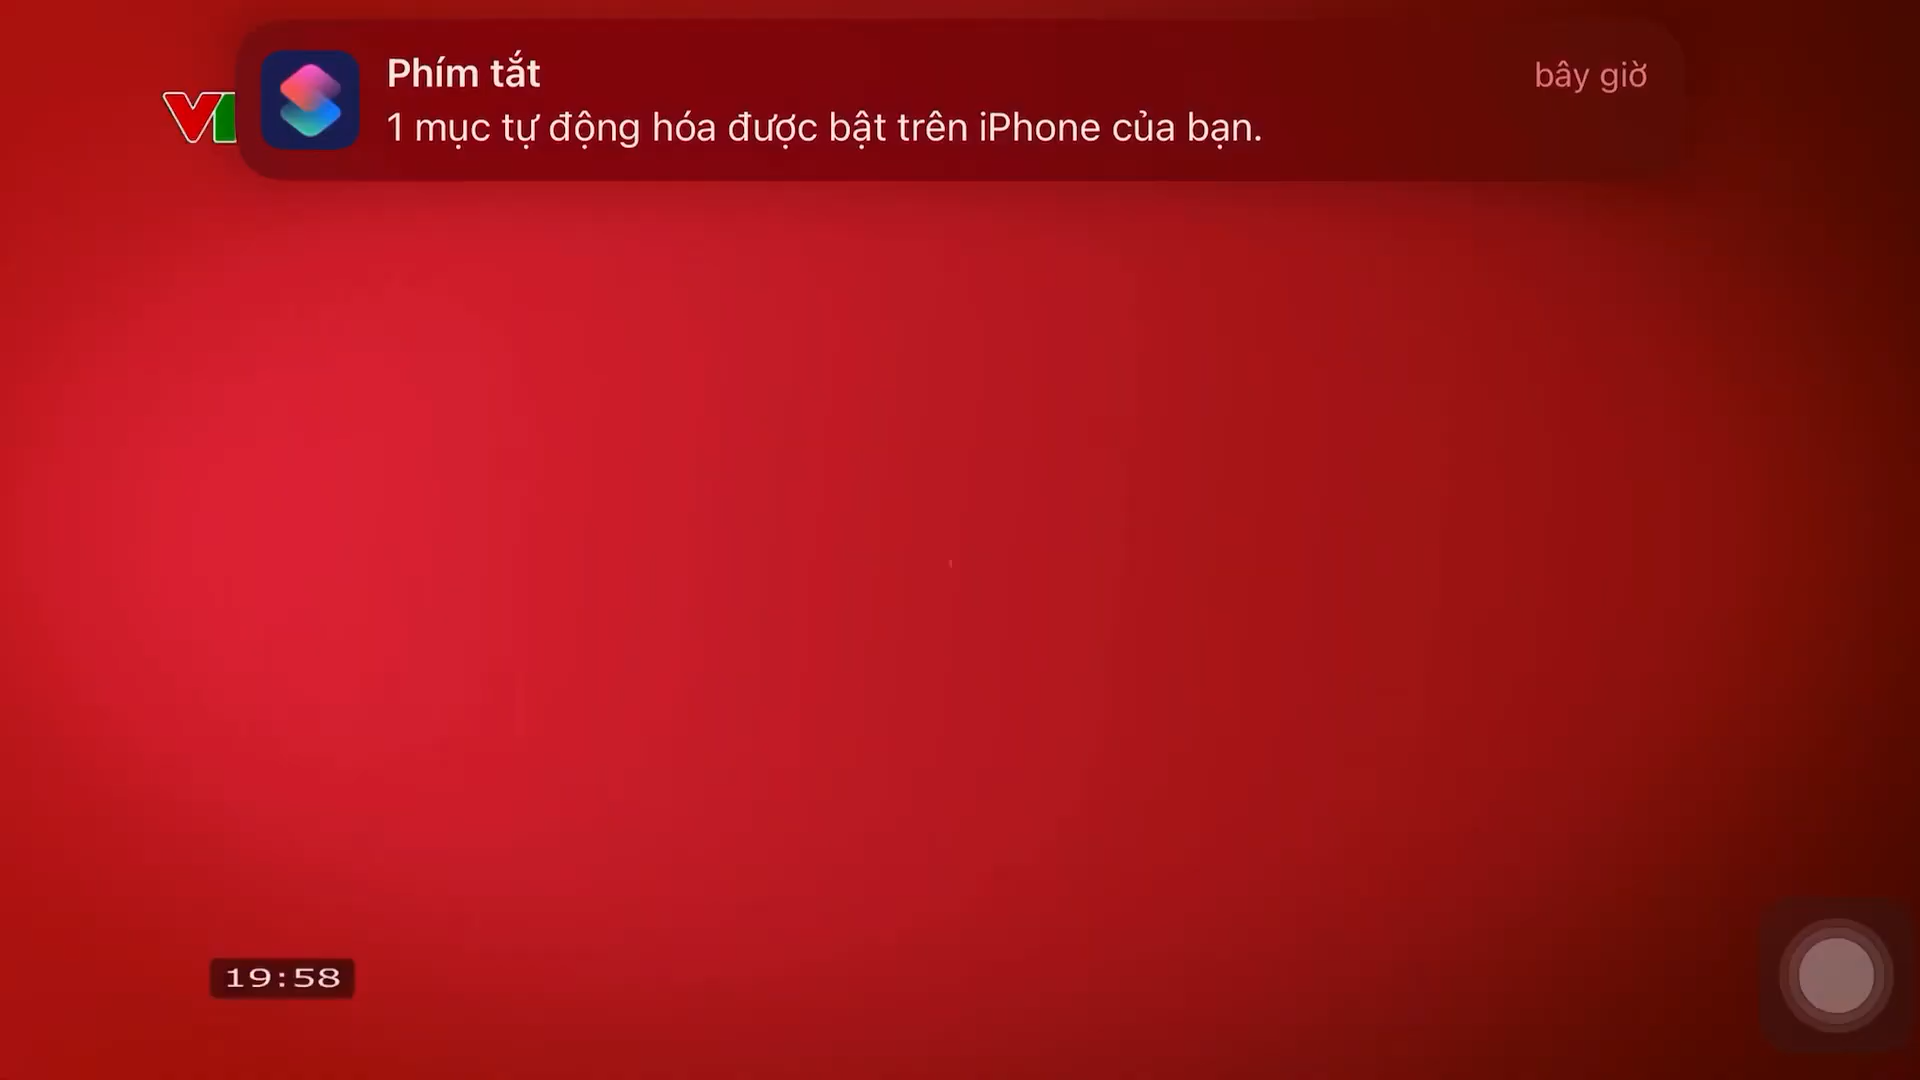 Phím tắt
bây giờ
1 mục tự động hóa được bật trên iPhone của bạn.
19:58